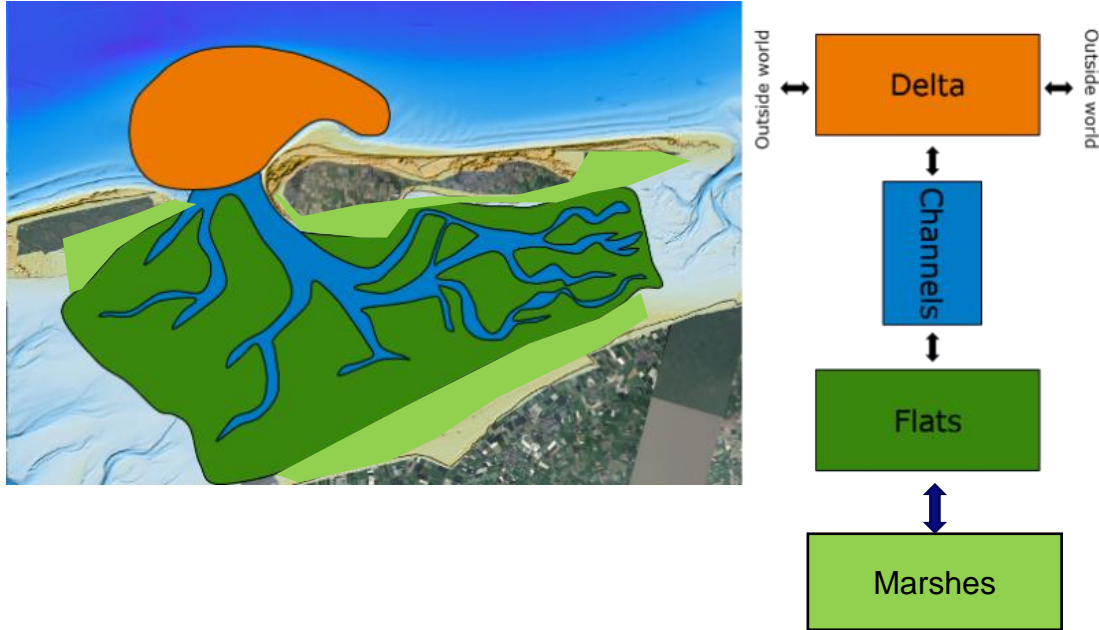 Outside world
Delta
Outside world
Channels
Flats
Marshes